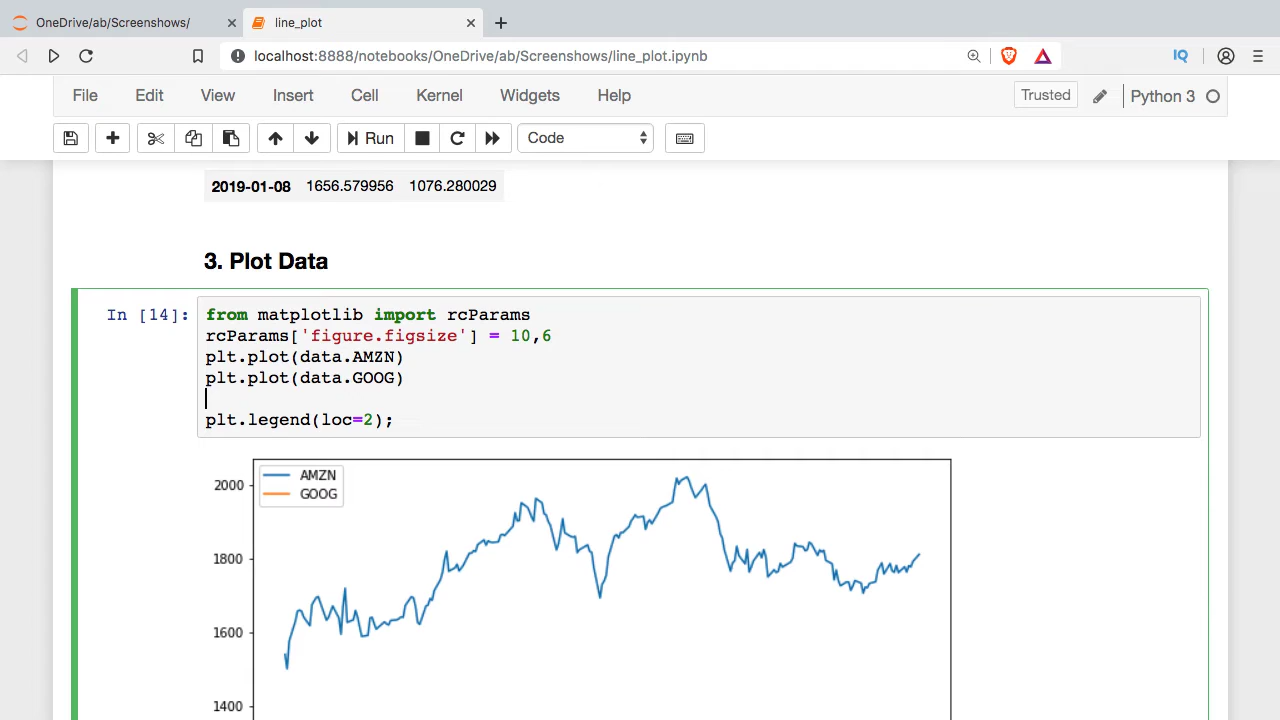 OneDrive/ab/Screenshows/
line_plot
localhost:8888/notebooks/OneDrive/ab/Screenshows/line_plot.ipynb
IQ
File Edit View Insert Cell Kernel Widgets Help
Trusted
Python 3
Run
Code
2019-01-08 1656.579956 1076.280029
3. Plot Data
In [14]:
from matplotlib import rcParams
rcParams['figure.figsize'] = 10,6
plt.plot(data.AMZN)
plt.plot(data.GOOG)
plt.legend(loc=2);
AMZN
GOOG
2000
1800
1600
1400